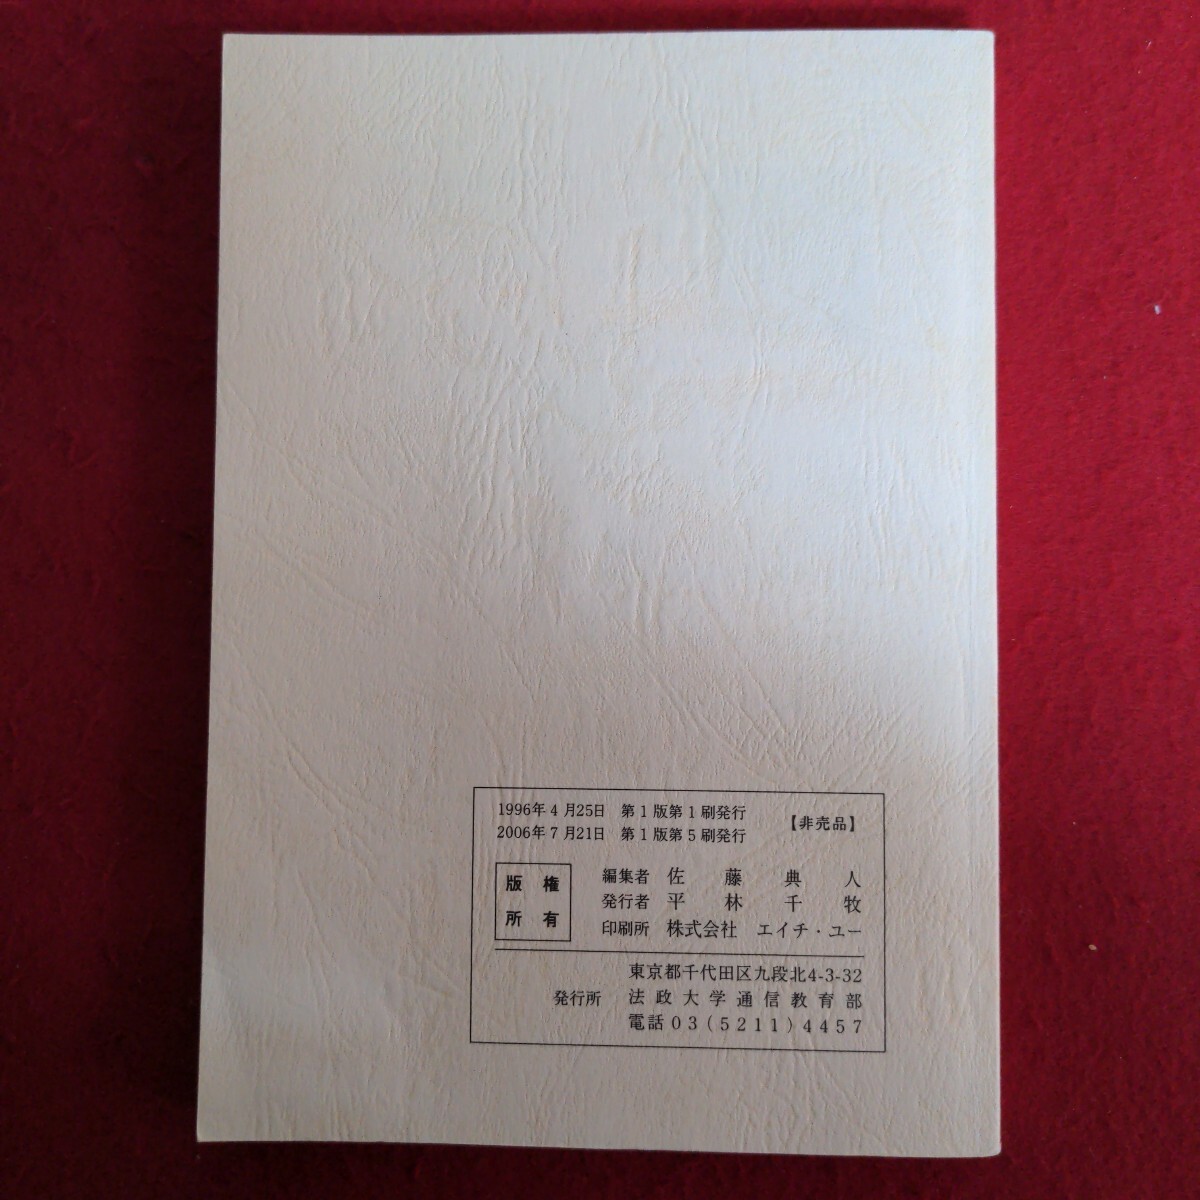 1996年4月25日 第1版第1刷発行
2006年7月21日 第1版第5刷発行
【非売品】
版権
所有
編集者 佐藤典人
発行者 平林千牧
印刷所 株式会社 エイチ・ユー
東京都千代田区九段北4-3-32
発行所 法政大学通信教育部
電話03(5211)4457